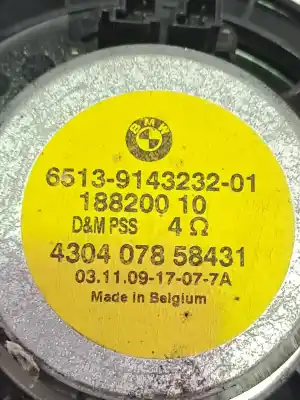 BMW
6513-9143232-01
188200 10
D&M PSS 4 Ω
4304 078 58431
03.11.09-17-07-7A
Made in Belgium